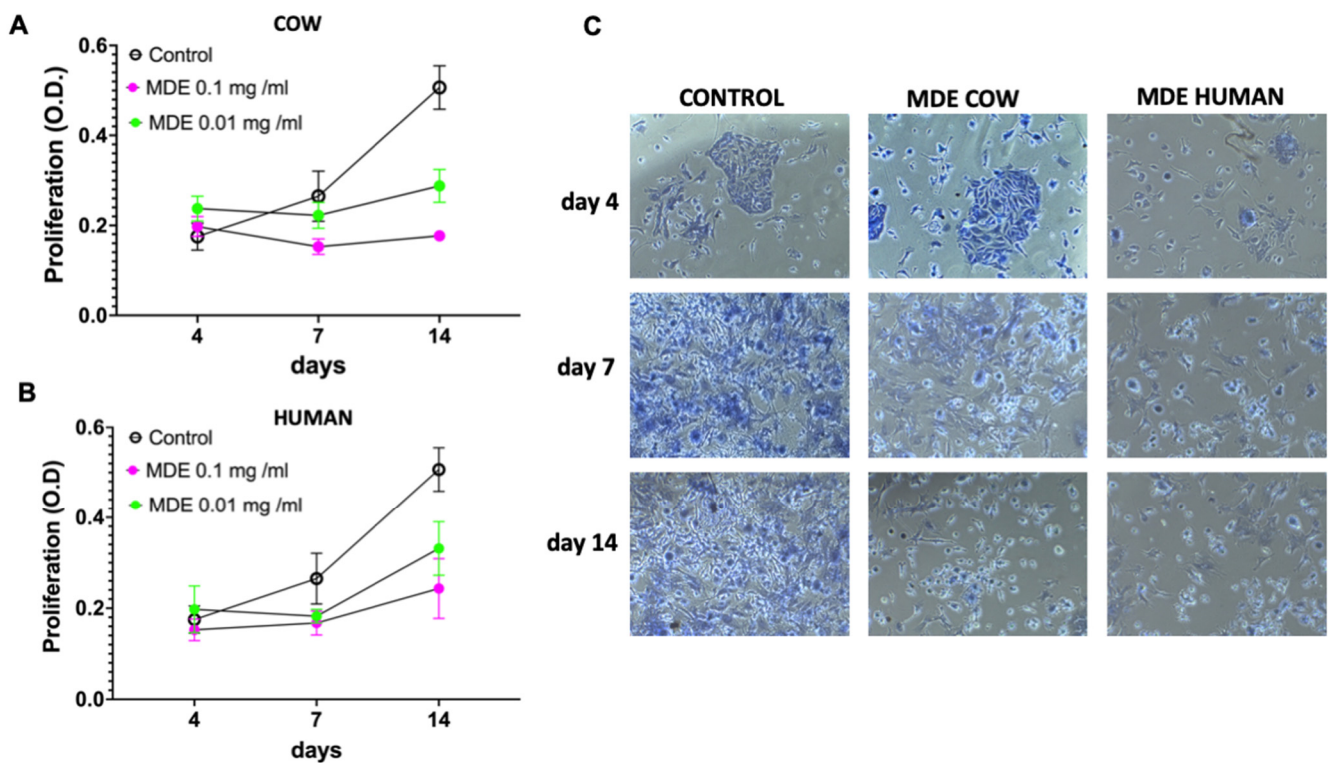 A
COW
0.6
0.4
0.2
0.0
Proliferation (O.D.)
Control
MDE 0.1 mg /ml
MDE 0.01 mg /ml
4 7 14
days
B
HUMAN
0.6
0.4
0.2
0.0
Proliferation (O.D)
Control
MDE 0.1 mg /ml
MDE 0.01 mg /ml
4 7 14
days
C
CONTROL MDE COW MDE HUMAN
day 4
day 7
day 14